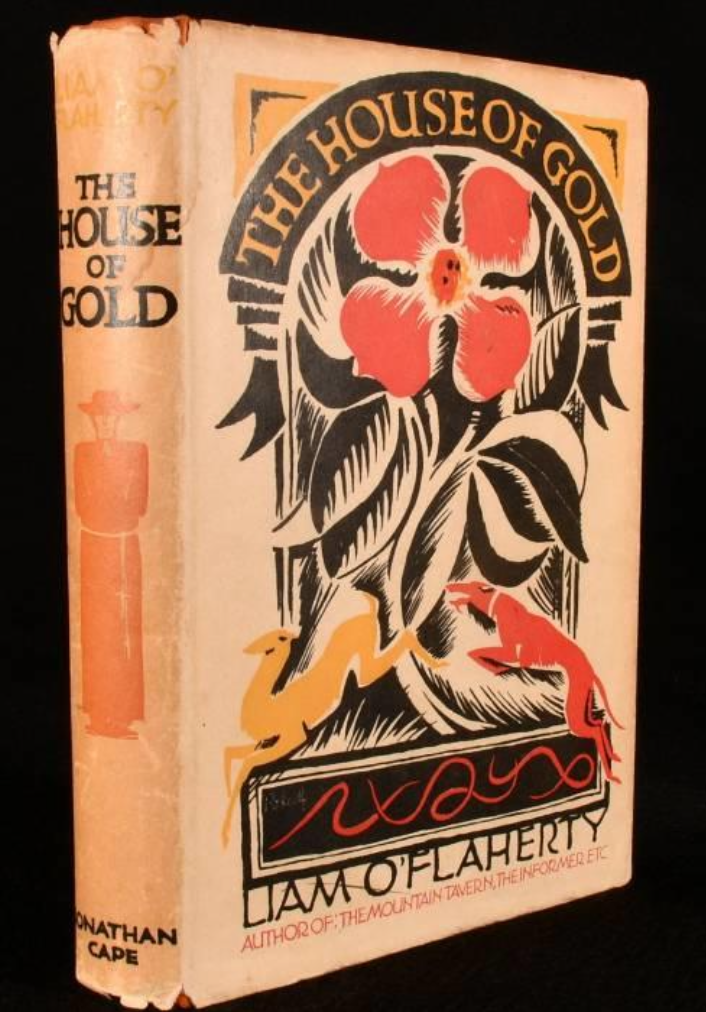 LIAM O'
FLAHERTY
THE
HOUSE
OF
GOLD
JONATHAN
CAPE
THE HOUSE OF GOLD
LIAM O'FLAHERTY
AUTHOR OF: THE MOUNTAIN TAVERN, THE INFORMER ETC